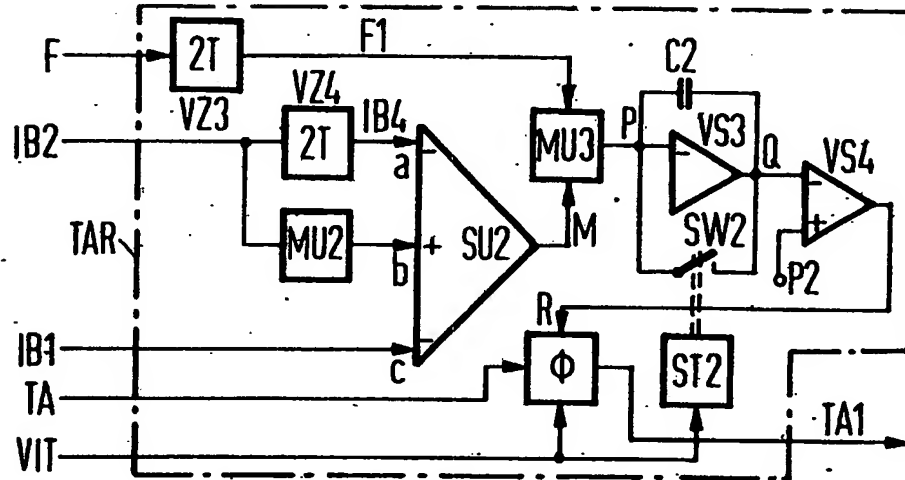 F
2T
VZ3
F1
C2
IB2
VZ4
2T
IB4
a
−
MU3
P
−
VS3
Q
VS4
−
+
MU2
+
b
SU2
M
SW2
P2
TAR
IB1
−
c
R
Φ
ST2
TA
TA1
VIT